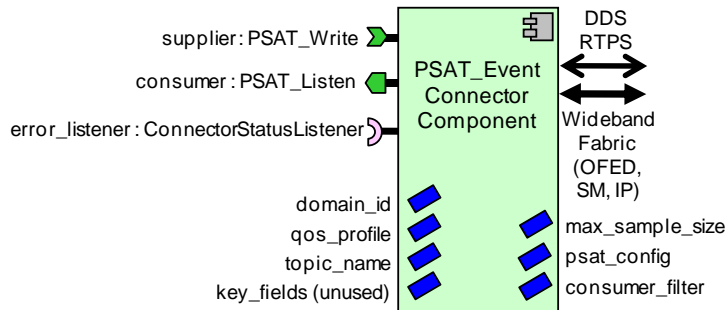 supplier: PSAT_Write
consumer: PSAT_Listen
error_listener: ConnectorStatusListener
PSAT_Event
Connector
Component
DDS
RTPS
Wideband
Fabric
(OFED,
SM, IP)
domain_id
qos_profile
topic_name
key_fields (unused)
max_sample_size
psat_config
consumer_filter